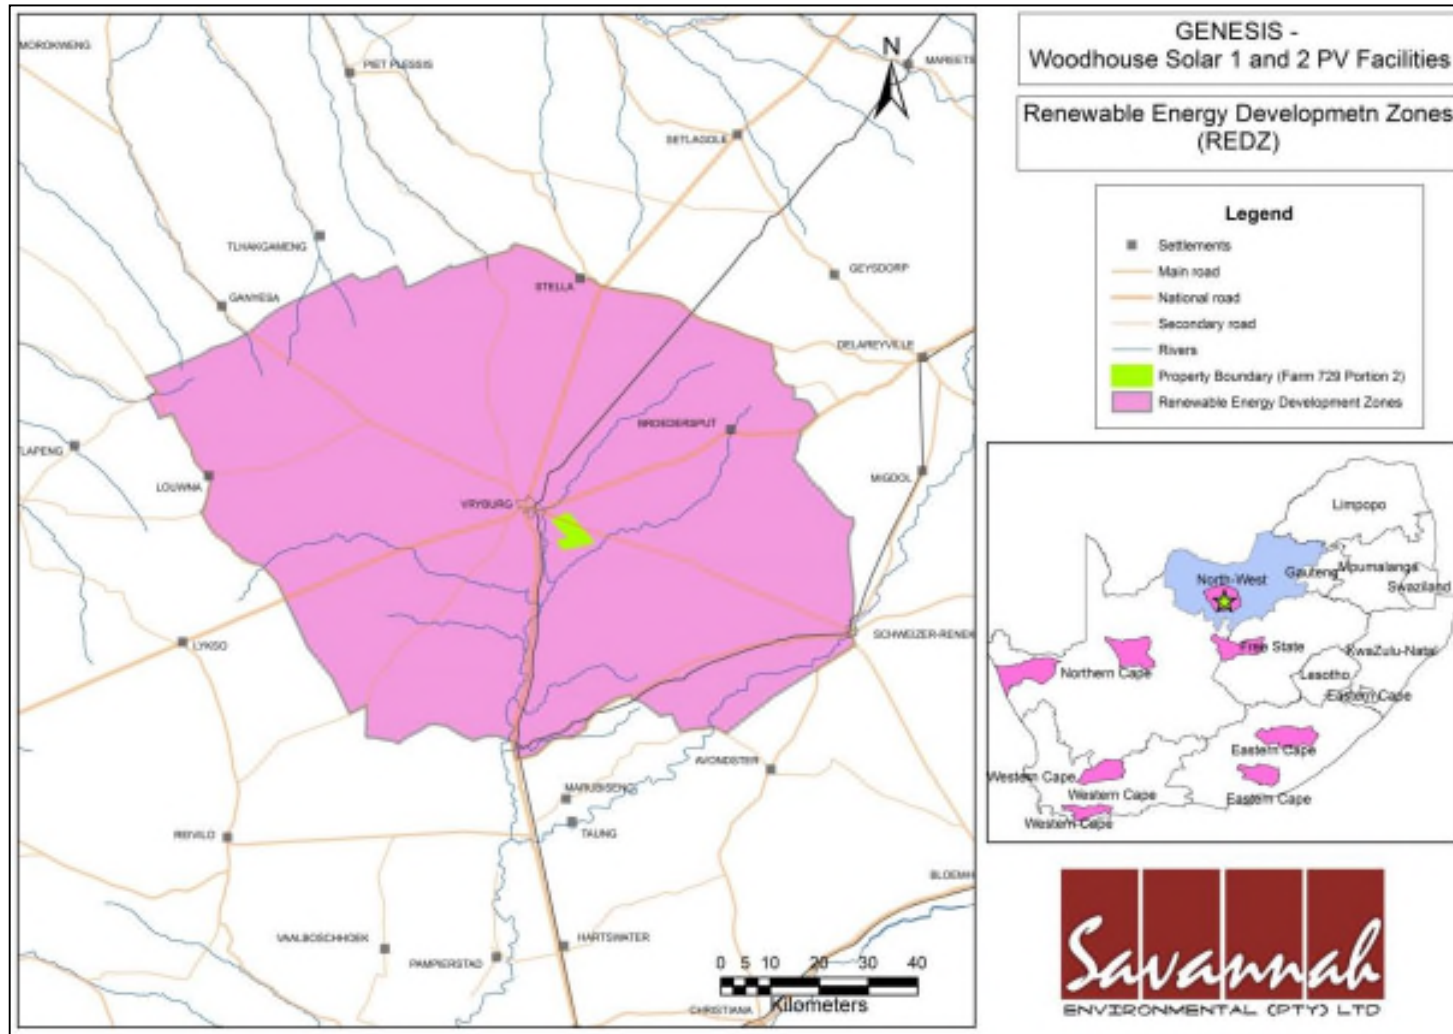 GENESIS -
Woodhouse Solar 1 and 2 PV Facilities
Renewable Energy Developmetn Zones
(REDZ)
Legend
Settlements
Main road
National road
Secondary road
Rivers
Property Boundary (Farm 729 Portion 2)
Renewable Energy Development Zones
N
MOROKWENG
PIET PLESSIS
SETLAGOLE
TLHAKGAMENG
GANYESA
STELLA
GEYSDORP
DELAREYVILLE
BROEDERSPUT
LAPENG
LOUWNA
VRYBURG
MIGDOL
LYKSO
SCHWEIZER-RENEK
AVONDSTER
TAUNG
REIVILO
BLOEMH
VAALBOSCHHOEK
PAMPIERSTAD
HARTSWATER
CHRISTIANA
0 5 10 20 30 40
Kilometers
Limpopo
North-West
Gauteng
Mpumalanga
Swaziland
Free State
KwaZulu-Natal
Northern Cape
Lesotho
Eastern Cape
Eastern Cape
Western Cape
Western Cape
Eastern Cape
Western Cape
Savannah
ENVIRONMENTAL (PTY) LTD